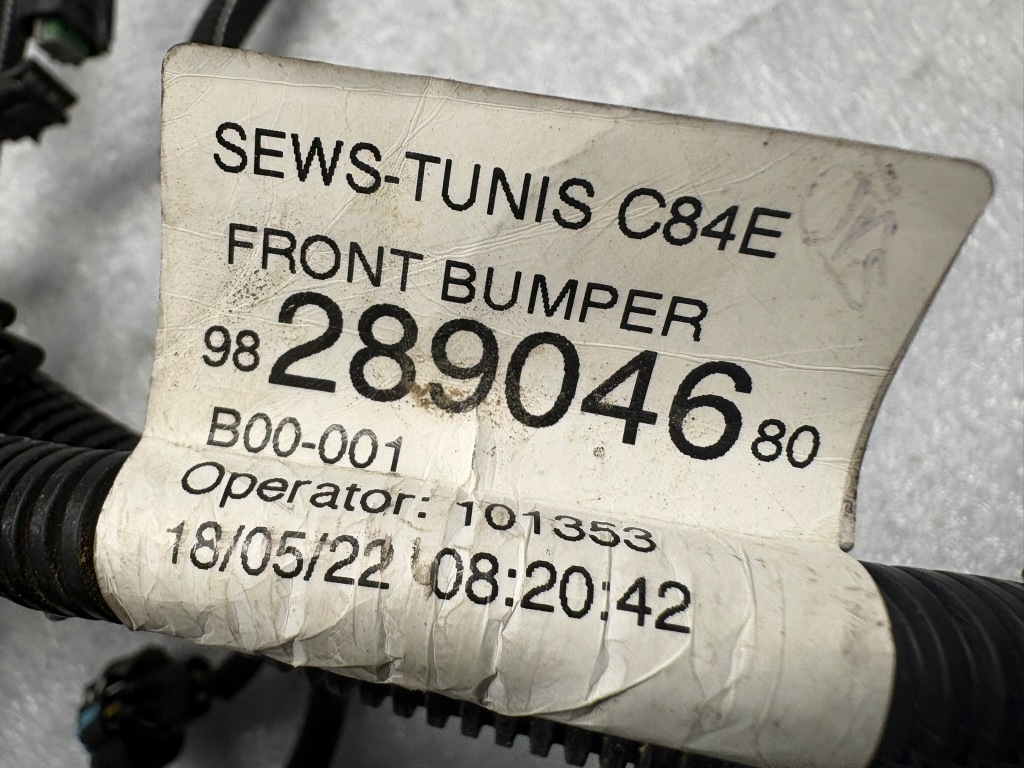 SEWS-TUNIS C84E
FRONT BUMPER
98 289046 80
B00-001
Operator: 101353
18/05/22 08:20:42